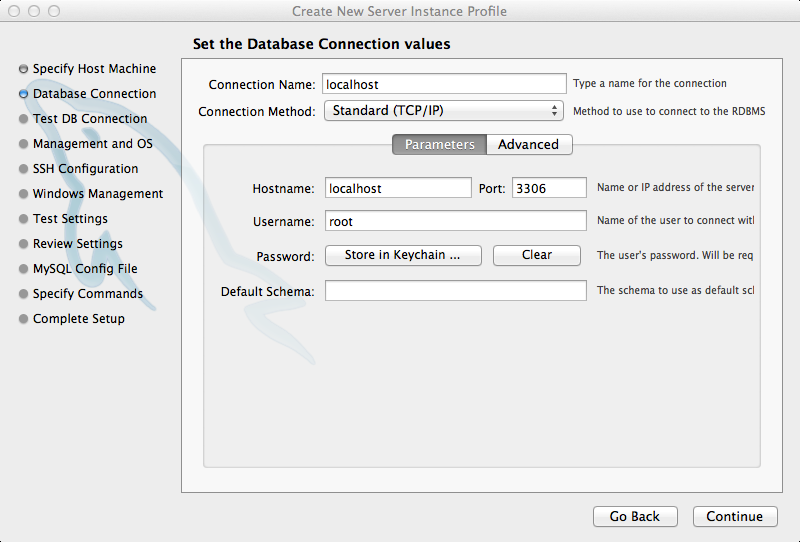 Create New Server Instance Profile
Set the Database Connection values
Specify Host Machine
Database Connection
Test DB Connection
Management and OS
SSH Configuration
Windows Management
Test Settings
Review Settings
MySQL Config File
Specify Commands
Complete Setup
Connection Name: localhost Type a name for the connection
Connection Method: Standard (TCP/IP) Method to use to connect to the RDBMS
Parameters Advanced
Hostname: localhost Port: 3306 Name or IP address of the server
Username: root Name of the user to connect wit
Password: Store in Keychain ... Clear The user's password. Will be req
Default Schema: The schema to use as default scl
Go Back Continue